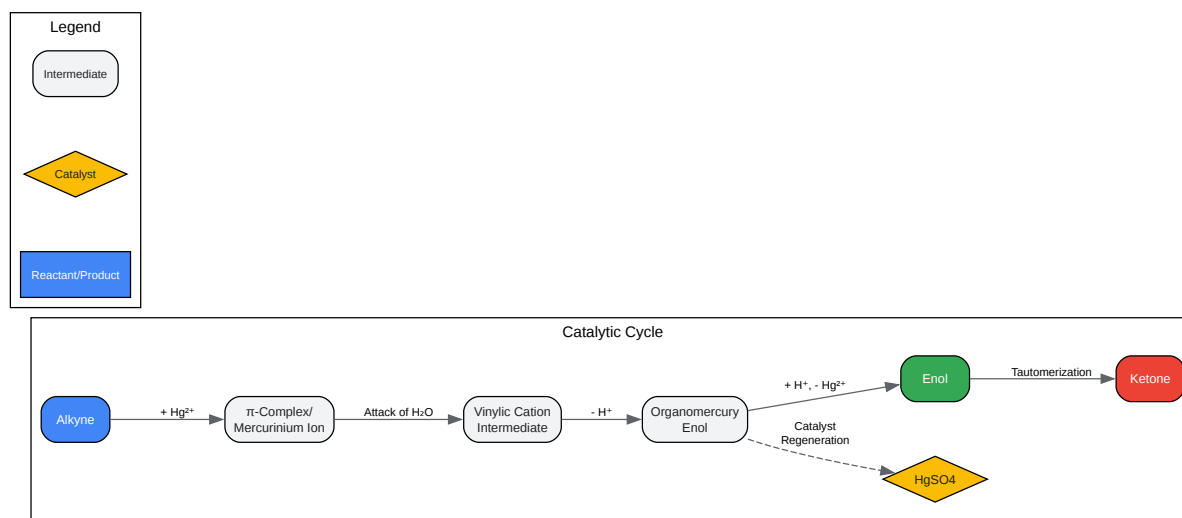 Legend
Intermediate
Catalyst
Reactant/Product
Catalytic Cycle
Alkyne
+ Hg²⁺
π-Complex/
Mercurinium Ion
Attack of H₂O
Vinylic Cation
Intermediate
- H⁺
Organomercury
Enol
+ H⁺, - Hg²⁺
Enol
Tautomerization
Ketone
Catalyst
Regeneration
HgSO4